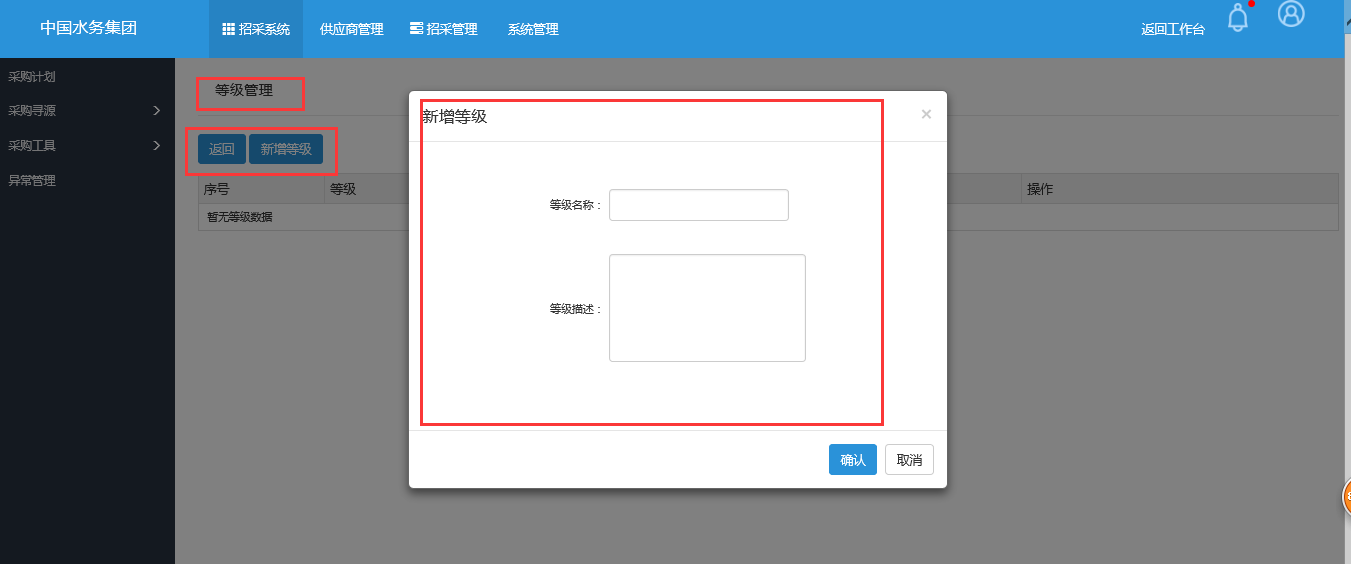 中国水务集团
招采系统
供应商管理
招采管理
系统管理
返回工作台
采购计划
采购寻源
采购工具
异常管理
等级管理
返回
新增等级
序号
等级
操作
暂无等级数据
新增等级
×
等级名称：
等级描述：
确认
取消